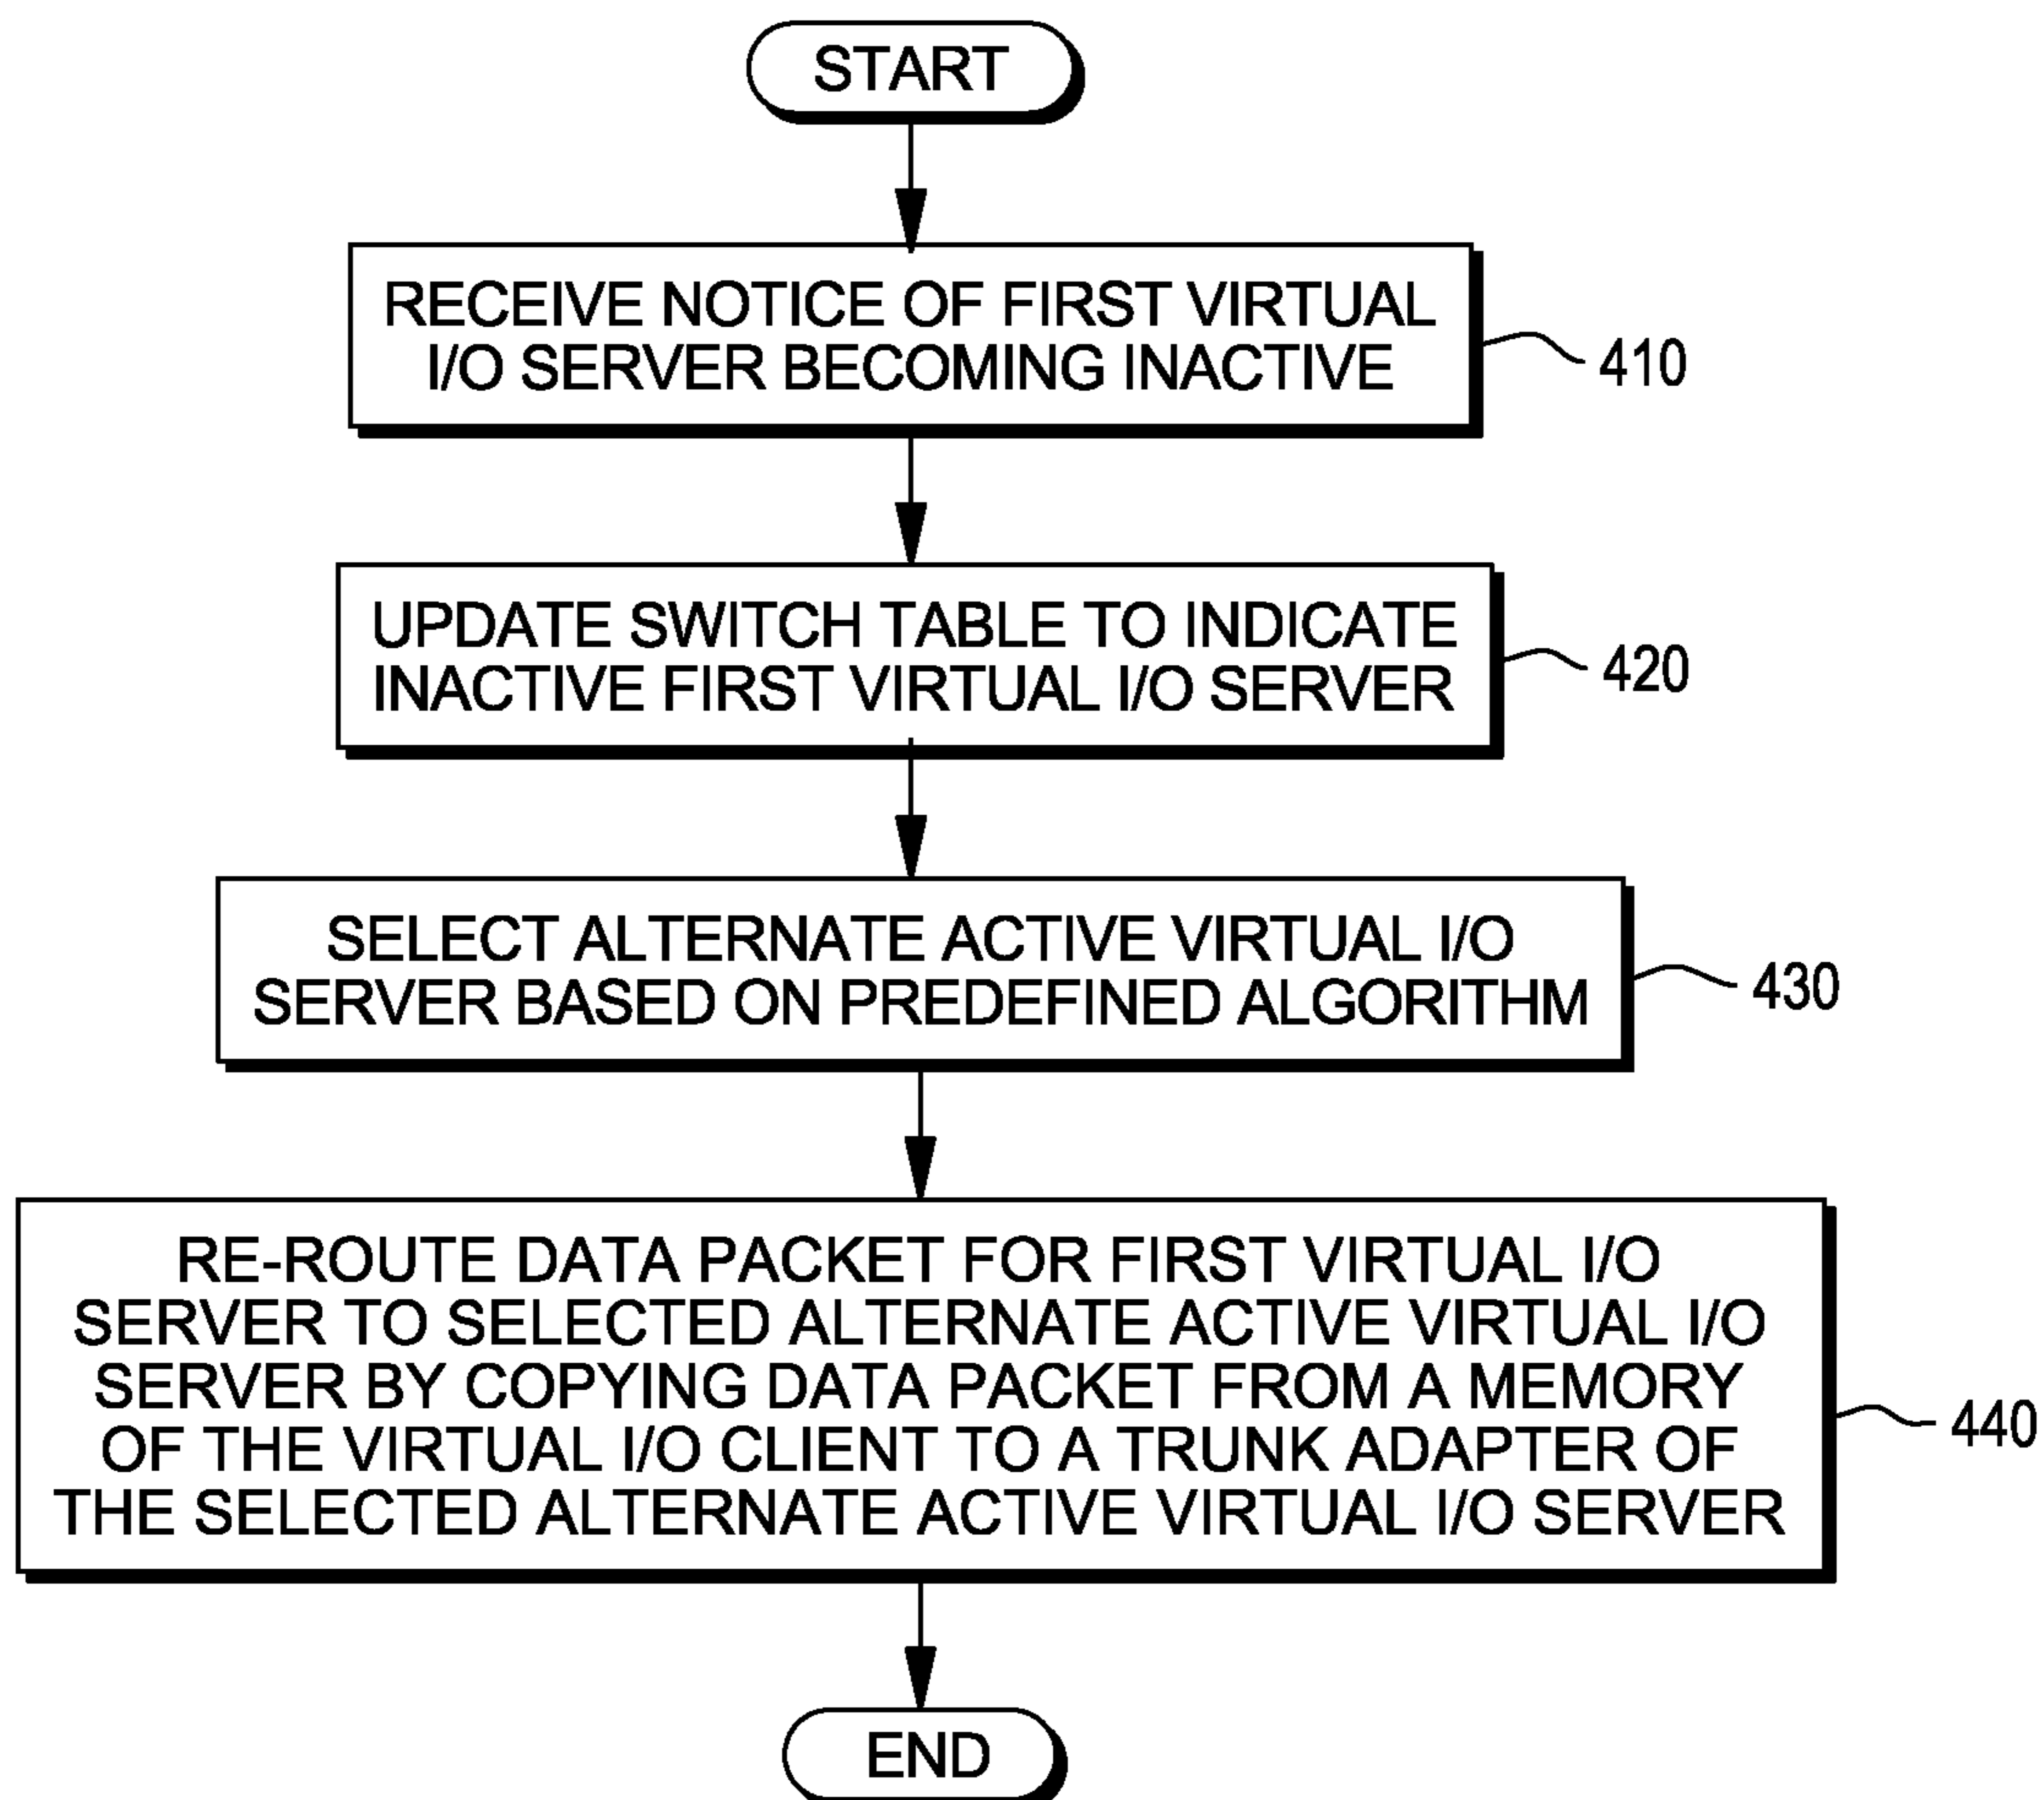 START
RECEIVE NOTICE OF FIRST VIRTUAL
I/O SERVER BECOMING INACTIVE
410
UPDATE SWITCH TABLE TO INDICATE
INACTIVE FIRST VIRTUAL I/O SERVER
420
SELECT ALTERNATE ACTIVE VIRTUAL I/O
SERVER BASED ON PREDEFINED ALGORITHM
430
RE-ROUTE DATA PACKET FOR FIRST VIRTUAL I/O
SERVER TO SELECTED ALTERNATE ACTIVE VIRTUAL I/O
SERVER BY COPYING DATA PACKET FROM A MEMORY
OF THE VIRTUAL I/O CLIENT TO A TRUNK ADAPTER OF
THE SELECTED ALTERNATE ACTIVE VIRTUAL I/O SERVER
440
END